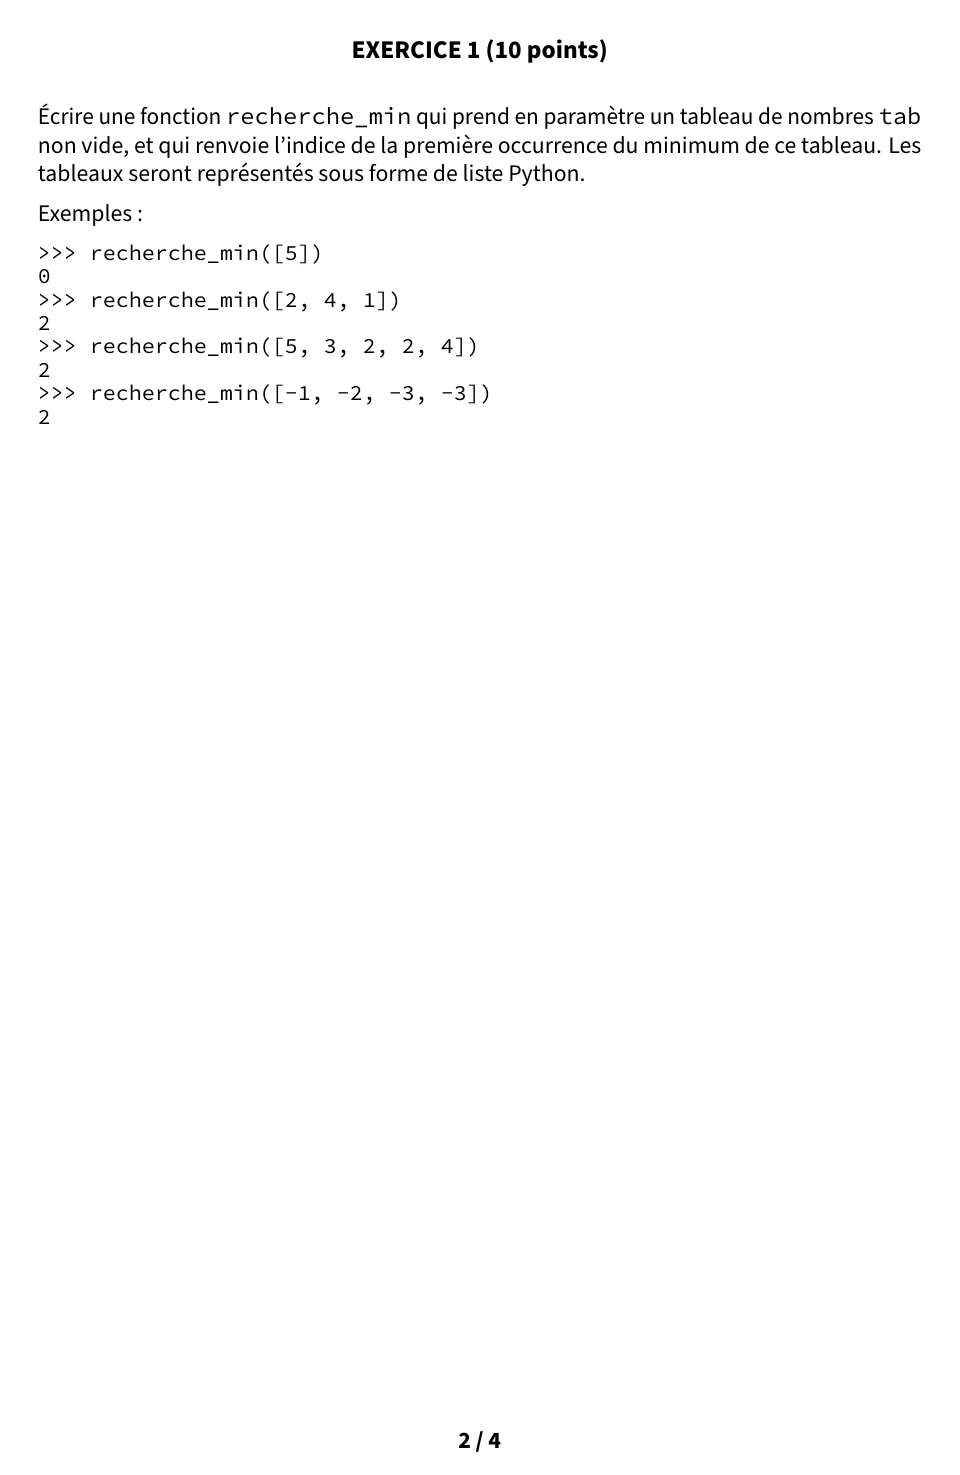 EXERCICE 1 (10 points)
Écrire une fonction recherche_min qui prend en paramètre un tableau de nombres tab
non vide, et qui renvoie l’indice de la première occurrence du minimum de ce tableau. Les
tableaux seront représentés sous forme de liste Python.
Exemples :
>>> recherche_min([5])
0
>>> recherche_min([2, 4, 1])
2
>>> recherche_min([5, 3, 2, 2, 4])
2
>>> recherche_min([-1, -2, -3, -3])
2
2 / 4